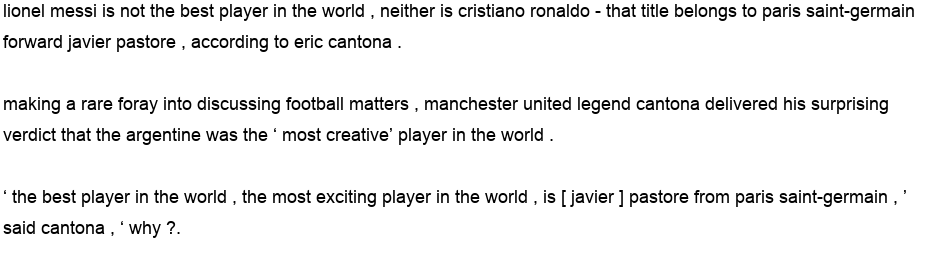 lionel messi is not the best player in the world , neither is cristiano ronaldo - that title belongs to paris saint-germain
forward javier pastore , according to eric cantona .
making a rare foray into discussing football matters , manchester united legend cantona delivered his surprising
verdict that the argentine was the ‘ most creative’ player in the world .
‘ the best player in the world , the most exciting player in the world , is [ javier ] pastore from paris saint-germain , ’
said cantona , ‘ why ?.